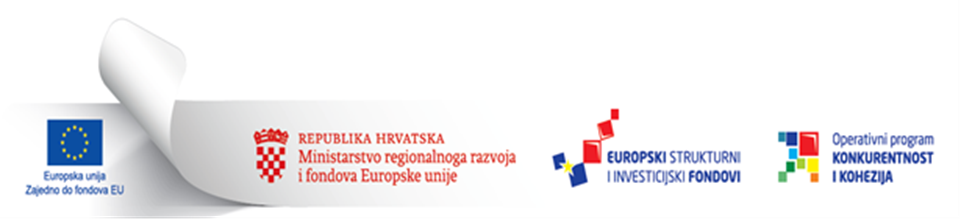 Europska unija
Zajedno do fondova EU
REPUBLIKA HRVATSKA
Ministarstvo regionalnoga razvoja
i fondova Europske unije
EUROPSKI STRUKTURNI
I INVESTICIJSKI FONDOVI
Operativni program
KONKURENTNOST
I KOHEZIJA